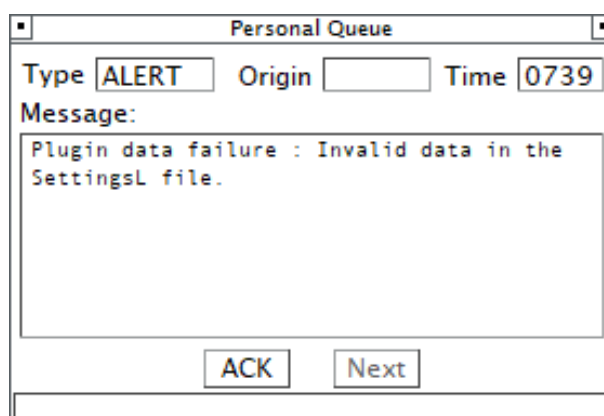 Personal Queue
Type ALERT Origin Time 0739
Message:
Plugin data failure : Invalid data in the
SettingsL file.
ACK Next